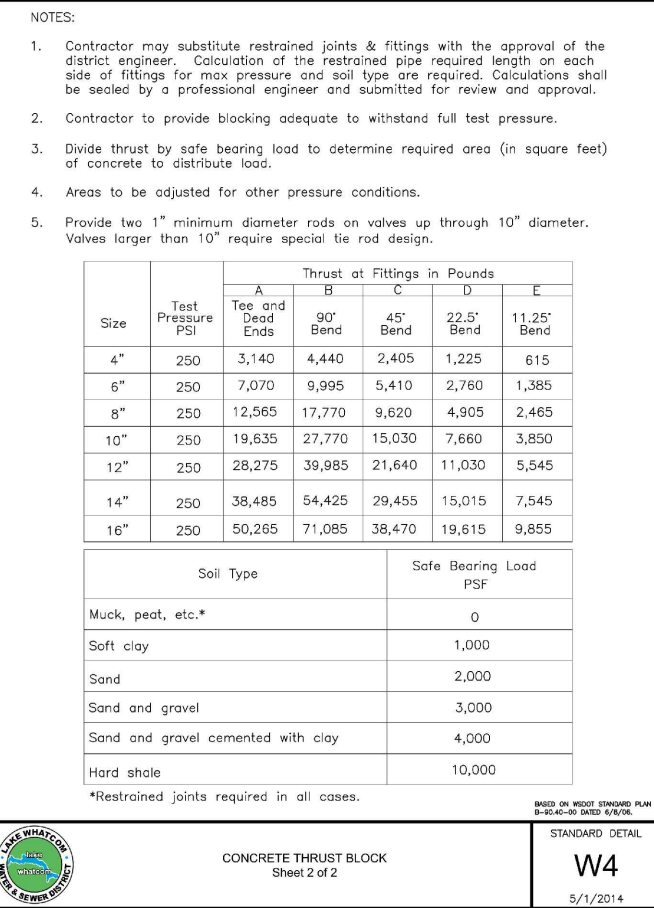 NOTES:
1. Contractor may substitute restrained joints & fittings with the approval of the
district engineer. Calculation of the restrained pipe required length on each
side of fittings for max pressure and soil type are required. Calculations shall
be sealed by a professional engineer and submitted for review and approval.
2. Contractor to provide blocking adequate to withstand full test pressure.
3. Divide thrust by safe bearing load to determine required area (in square feet)
of concrete to distribute load.
4. Areas to be adjusted for other pressure conditions.
5. Provide two 1" minimum diameter rods on valves up through 10" diameter.
Valves larger than 10" require special tie rod design.
Thrust at Fittings in Pounds
A B C D E
Size Test Pressure PSI Tee and Dead Ends 90° Bend 45° Bend 22.5° Bend 11.25° Bend
4" 250 3,140 4,440 2,405 1,225 615
6" 250 7,070 9,995 5,410 2,760 1,385
8" 250 12,565 17,770 9,620 4,905 2,465
10" 250 19,635 27,770 15,030 7,660 3,850
12" 250 28,275 39,985 21,640 11,030 5,545
14" 250 38,485 54,425 29,455 15,015 7,545
16" 250 50,265 71,085 38,470 19,615 9,855
Soil Type Safe Bearing Load PSF
Muck, peat, etc.* 0
Soft clay 1,000
Sand 2,000
Sand and gravel 3,000
Sand and gravel cemented with clay 4,000
Hard shale 10,000
*Restrained joints required in all cases.
BASED ON WSDOT STANDARD PLAN
B-90.40-00 DATED 6/8/06.
LAKE WHATCOM
WATER & SEWER DISTRICT
lake
whatcom
CONCRETE THRUST BLOCK
Sheet 2 of 2
STANDARD DETAIL
W4
5/1/2014